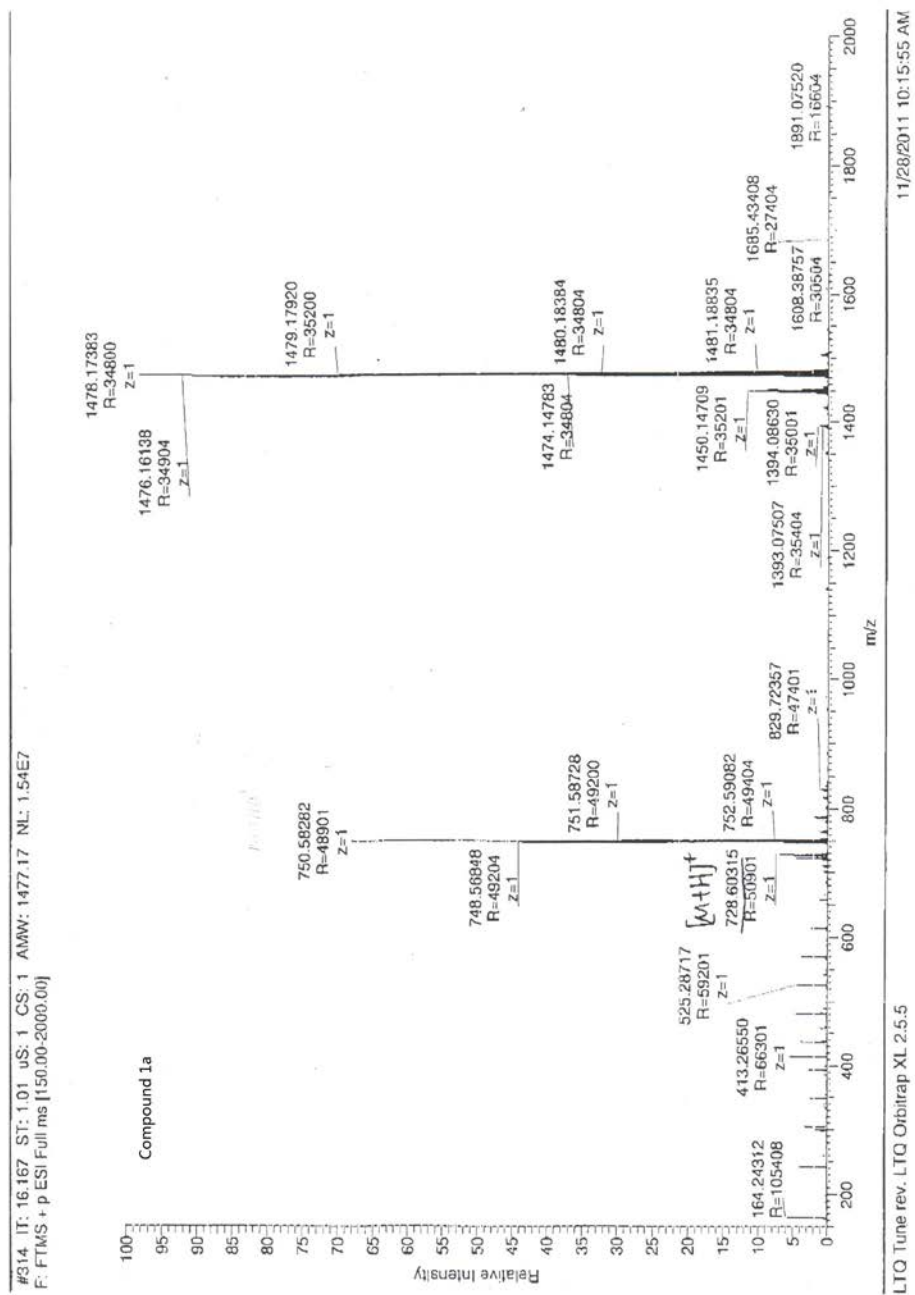 #314 IT: 16.167 ST: 1.01 uS: 1 CS: 1 AMW: 1477.17 NL: 1.54E7
F: FTMS + p ESI Full ms [150.00-2000.00]
Compound 1a
1478.17383
R=34800
z=1
1476.16138
R=34904
z=1
1479.17920
R=35200
z=1
750.58282
R=48901
z=1
748.56848
R=49204
z=1
751.58728
R=49200
z=1
1474.14783
R=34804
1480.18384
R=34804
z=1
752.59082
R=49404
z=1
[M+H]+
728.60315
R=50901
z=1
1450.14709
R=35201
z=1
1481.18835
R=34804
z=1
525.28717
R=59201
z=1
413.26550
R=66301
z=1
164.24312
R=105408
829.72357
R=47401
z=1
1393.07507
R=35404
z=1
1394.08630
R=35001
z=1
1608.38757
R=30504
1685.43408
R=27404
1891.07520
R=16604
100
95
90
85
80
75
70
65
60
55
50
45
40
35
30
25
20
15
10
5
0
Relative Intensity
200 400 600 800 1000 1200 1400 1600 1800 2000
m/z
LTQ Tune rev. LTQ Orbitrap XL 2.5.5 11/28/2011 10:15:55 AM